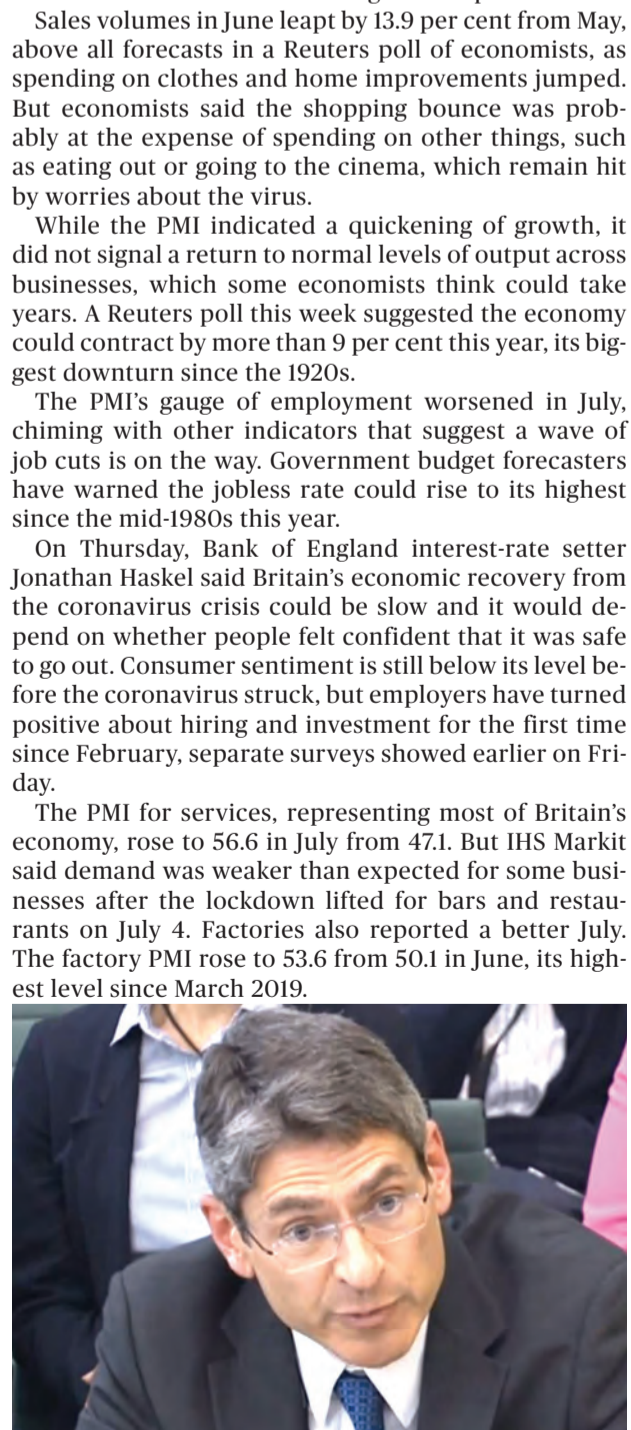 Sales volumes in June leapt by 13.9 per cent from May,
above all forecasts in a Reuters poll of economists, as
spending on clothes and home improvements jumped.
But economists said the shopping bounce was prob-
ably at the expense of spending on other things, such
as eating out or going to the cinema, which remain hit
by worries about the virus.
While the PMI indicated a quickening of growth, it
did not signal a return to normal levels of output across
businesses, which some economists think could take
years. A Reuters poll this week suggested the economy
could contract by more than 9 per cent this year, its big-
gest downturn since the 1920s.
The PMI’s gauge of employment worsened in July,
chiming with other indicators that suggest a wave of
job cuts is on the way. Government budget forecasters
have warned the jobless rate could rise to its highest
since the mid-1980s this year.
On Thursday, Bank of England interest-rate setter
Jonathan Haskel said Britain’s economic recovery from
the coronavirus crisis could be slow and it would de-
pend on whether people felt confident that it was safe
to go out. Consumer sentiment is still below its level be-
fore the coronavirus struck, but employers have turned
positive about hiring and investment for the first time
since February, separate surveys showed earlier on Fri-
day.
The PMI for services, representing most of Britain’s
economy, rose to 56.6 in July from 47.1. But IHS Markit
said demand was weaker than expected for some busi-
nesses after the lockdown lifted for bars and restau-
rants on July 4. Factories also reported a better July.
The factory PMI rose to 53.6 from 50.1 in June, its high-
est level since March 2019.